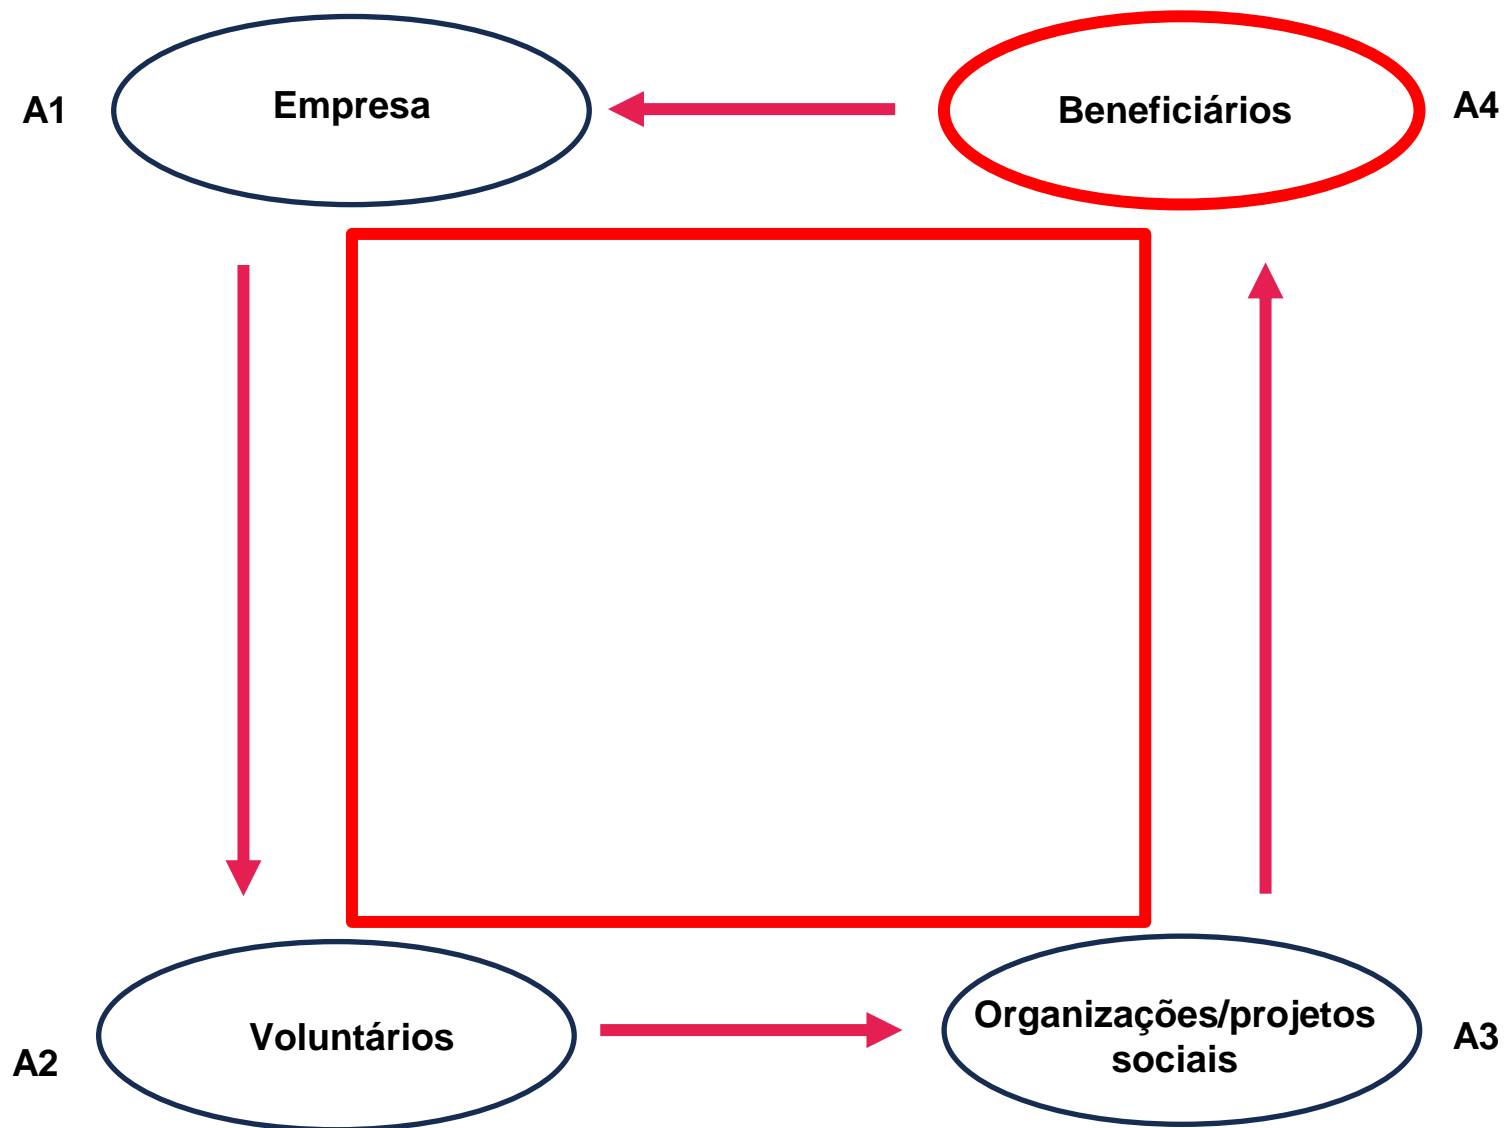 A1
Empresa
Beneficiários
A4
A2
Voluntários
Organizações/projetos
sociais
A3